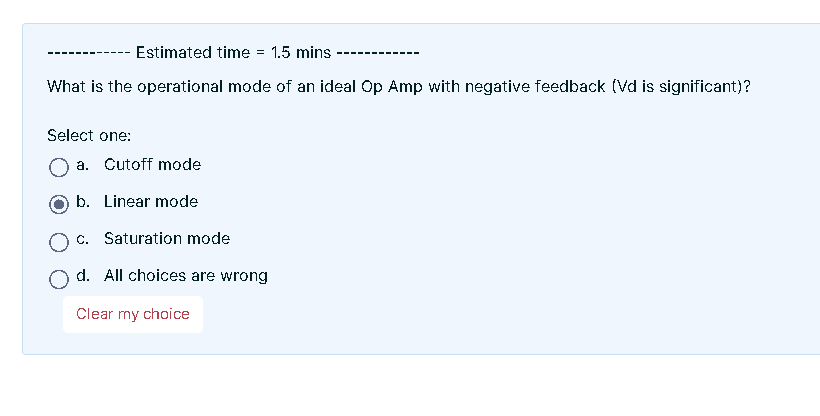 ------------ Estimated time = 1.5 mins ------------
What is the operational mode of an ideal Op Amp with negative feedback (Vd is significant)?
Select one:
a. Cutoff mode
b. Linear mode
c. Saturation mode
d. All choices are wrong
Clear my choice